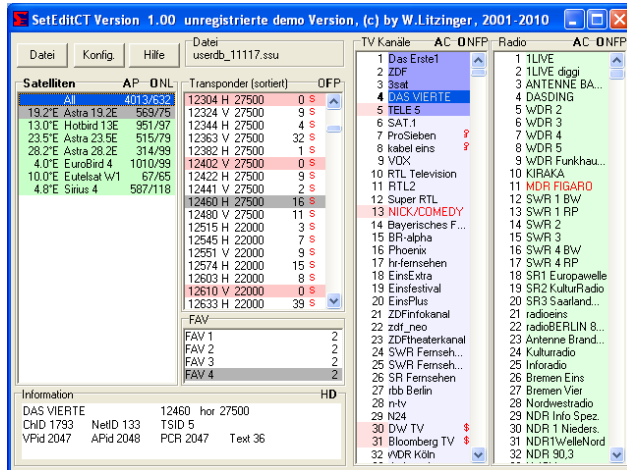 SetEditCT Version 1.00 unregistrierte demo Version, (c) by W.Litzinger, 2001-2010
Datei
Konfig.
Hilfe
Datei
userdb_11117.ssu
Satelliten AP ONL
All 4013/632
19.2°E Astra 19.2E 569/75
13.0°E Hotbird 13E 951/97
23.5°E Astra 23.5E 515/79
28.2°E Astra 28.2E 314/99
4.0°E EuroBird 4 1010/99
10.0°E Eutelsat W1 67/65
4.8°E Sirius 4 587/118
Transponder (sortiert) OFP
12304 H 27500 0 S
12324 V 27500 9 S
12344 H 27500 4 S
12363 V 27500 32 S
12382 H 27500 1 S
12402 V 27500 0 S
12422 H 27500 9 S
12441 V 27500 2 S
12460 H 27500 16 S
12480 V 27500 11 S
12515 H 22000 3 S
12545 H 22000 7 S
12551 V 22000 9 S
12574 H 22000 15 S
12603 H 22000 8 S
12610 V 22000 0 S
12633 H 22000 39 S
FAV
FAV 1 2
FAV 2 2
FAV 3 2
FAV 4 2
Information HD
DAS VIERTE 12460 hor 27500
ChID 1793 NetID 133 TSID 5
VPid 2047 APid 2048 PCR 2047 Text 36
TV Kanäle AC ONFP
1 Das Erste1
2 ZDF
3 3sat
4 DAS VIERTE
5 TELE 5
6 SAT.1
7 ProSieben
8 kabel eins
9 VOX
10 RTL Television
11 RTL2
12 Super RTL
13 NICK/COMEDY
14 Bayerisches F...
15 BR-alpha
16 Phoenix
17 hr-fernsehen
18 EinsExtra
19 Einsfestival
20 EinsPlus
21 ZDFinfokanal
22 zdf_neo
23 ZDFtheaterkanal
24 SWR Fernseh...
25 SWR Fernseh...
26 SR Fernsehen
27 rbb Berlin
28 n-tv
29 N24
30 DW TV $
31 Bloomberg TV $
32 WDR Köln
Radio AC ONFP
1 1LIVE
2 1LIVE diggi
3 ANTENNE BA...
4 DASDING
5 WDR 2
6 WDR 3
7 WDR 4
8 WDR 5
9 WDR Funkhau...
10 KIRAKA
11 MDR FIGARO
12 SWR 1 BW
13 SWR 1 RP
14 SWR 2
15 SWR 3
16 SWR 4 BW
17 SWR 4 RP
18 SR1 Europawelle
19 SR2 KulturRadio
20 SR3 Saarland...
21 radioeins
22 radioBERLIN 8...
23 Antenne Brand...
24 Kulturradio
25 Inforadio
26 Bremen Eins
27 Bremen Vier
28 Nordwestradio
29 NDR Info Spez.
30 NDR 1 Nieders.
31 NDR1WelleNord
32 NDR 90,3